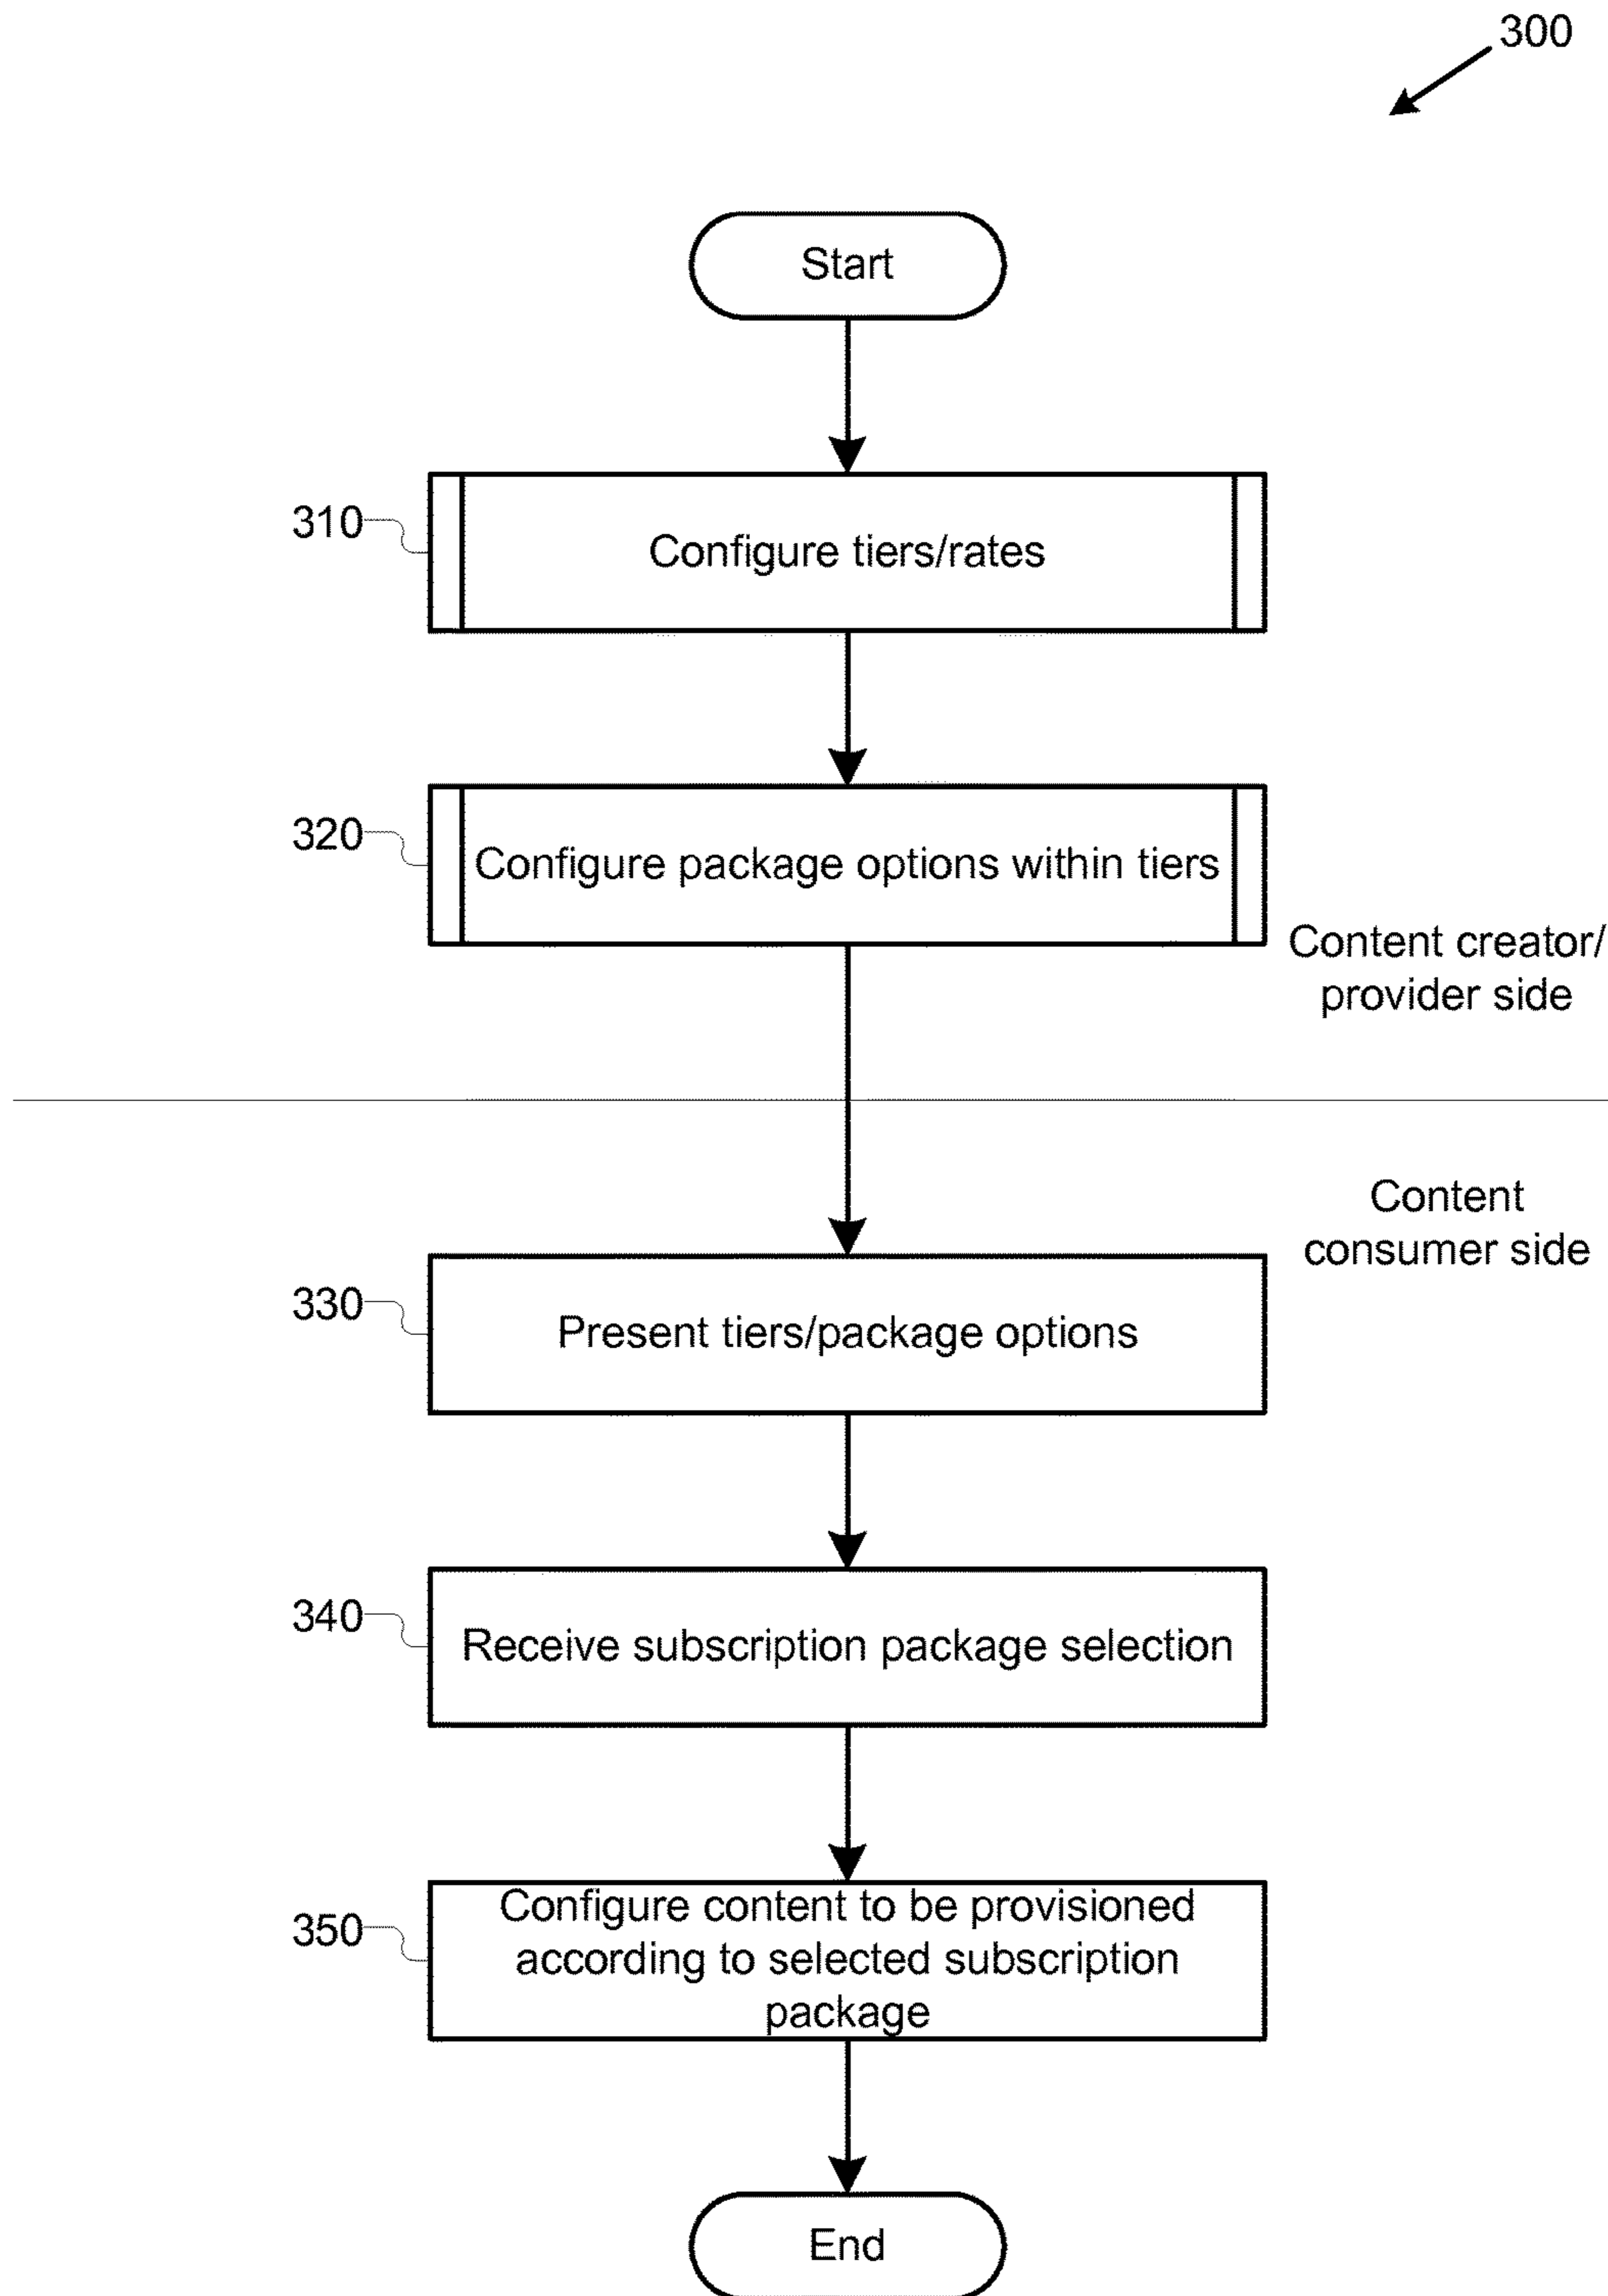 300
Start
310
Configure tiers/rates
320
Configure package options within tiers
Content creator/
provider side
Content
consumer side
330
Present tiers/package options
340
Receive subscription package selection
350
Configure content to be provisioned
according to selected subscription
package
End